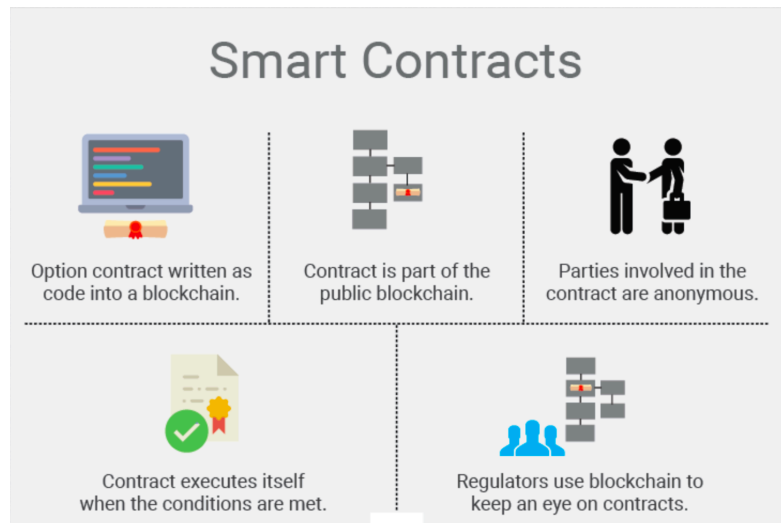 Smart Contracts
Option contract written as
code into a blockchain.
Contract is part of the
public blockchain.
Parties involved in the
contract are anonymous.
Contract executes itself
when the conditions are met.
Regulators use blockchain to
keep an eye on contracts.